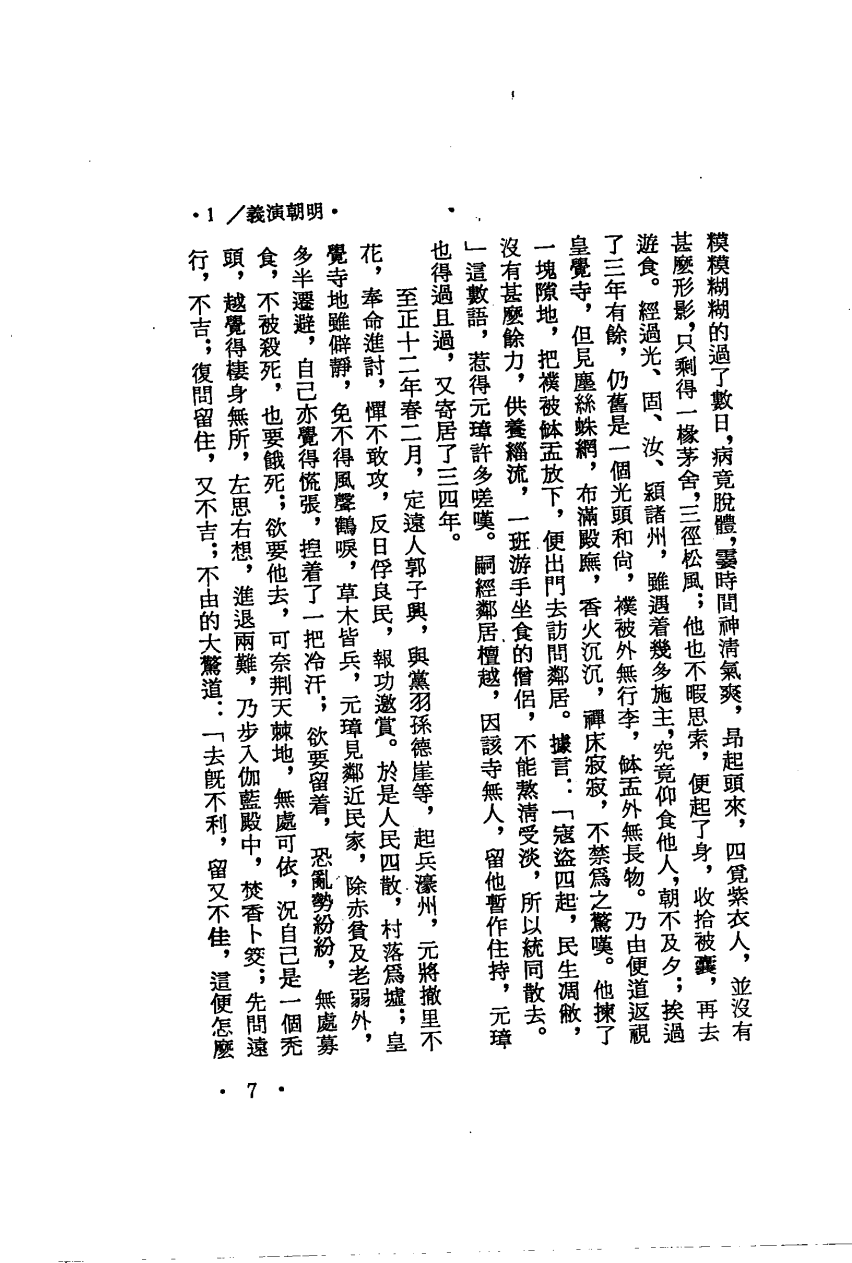 糢糢糊糊的過了數日，病竟脫體，霎時間神清氣爽，昂起頭來，四覓紫衣人，並沒有
甚麼形影，只剩得一椽茅舍，三徑松風；他也不暇思索，便起了身，收拾被囊，再去
遊食。經過光、固、汝、潁諸州，雖遇着幾多施主，究竟仰食他人，朝不及夕；挨過
了三年有餘，仍舊是一個光頭和尙，襆被外無行李，鉢盂外無長物。乃由便道返視
皇覺寺，但見塵絲蛛網，布滿殿廡，香火沉沉，禪床寂寂，不禁爲之驚嘆。他揀了
一塊隙地，把襆被鉢盂放下，便出門去訪問鄰居。據言：「寇盜四起，民生凋敝，
沒有甚麼餘力，供養緇流，一班游手坐食的僧侶，不能熬清受淡，所以統同散去。
」這數語，惹得元璋許多嗟嘆。嗣經鄰居檀越，因該寺無人，留他暫作住持，元璋
也得過且過，又寄居了三四年。
至正十二年春二月，定遠人郭子興，與黨羽孫德崖等，起兵濠州，元將撤里不
花，奉命進討，憚不敢攻，反日俘良民，報功邀賞。於是人民四散，村落爲墟；皇
覺寺地雖僻靜，免不得風聲鶴唳，草木皆兵，元璋見鄰近民家，除赤貧及老弱外，
多半遷避，自己亦覺得慌張，揑着了一把冷汗；欲要留着，恐亂勢紛紛，無處募
食，不被殺死，也要餓死；欲要他去，可奈荆天棘地，無處可依，況自己是一個禿
頭，越覺得棲身無所，左思右想，進退兩難，乃步入伽藍殿中，焚香卜筊；先問遠
行，不吉；復問留住，又不吉；不由的大驚道：「去旣不利，留又不佳，這便怎麼
・1／義演朝明・
・7・